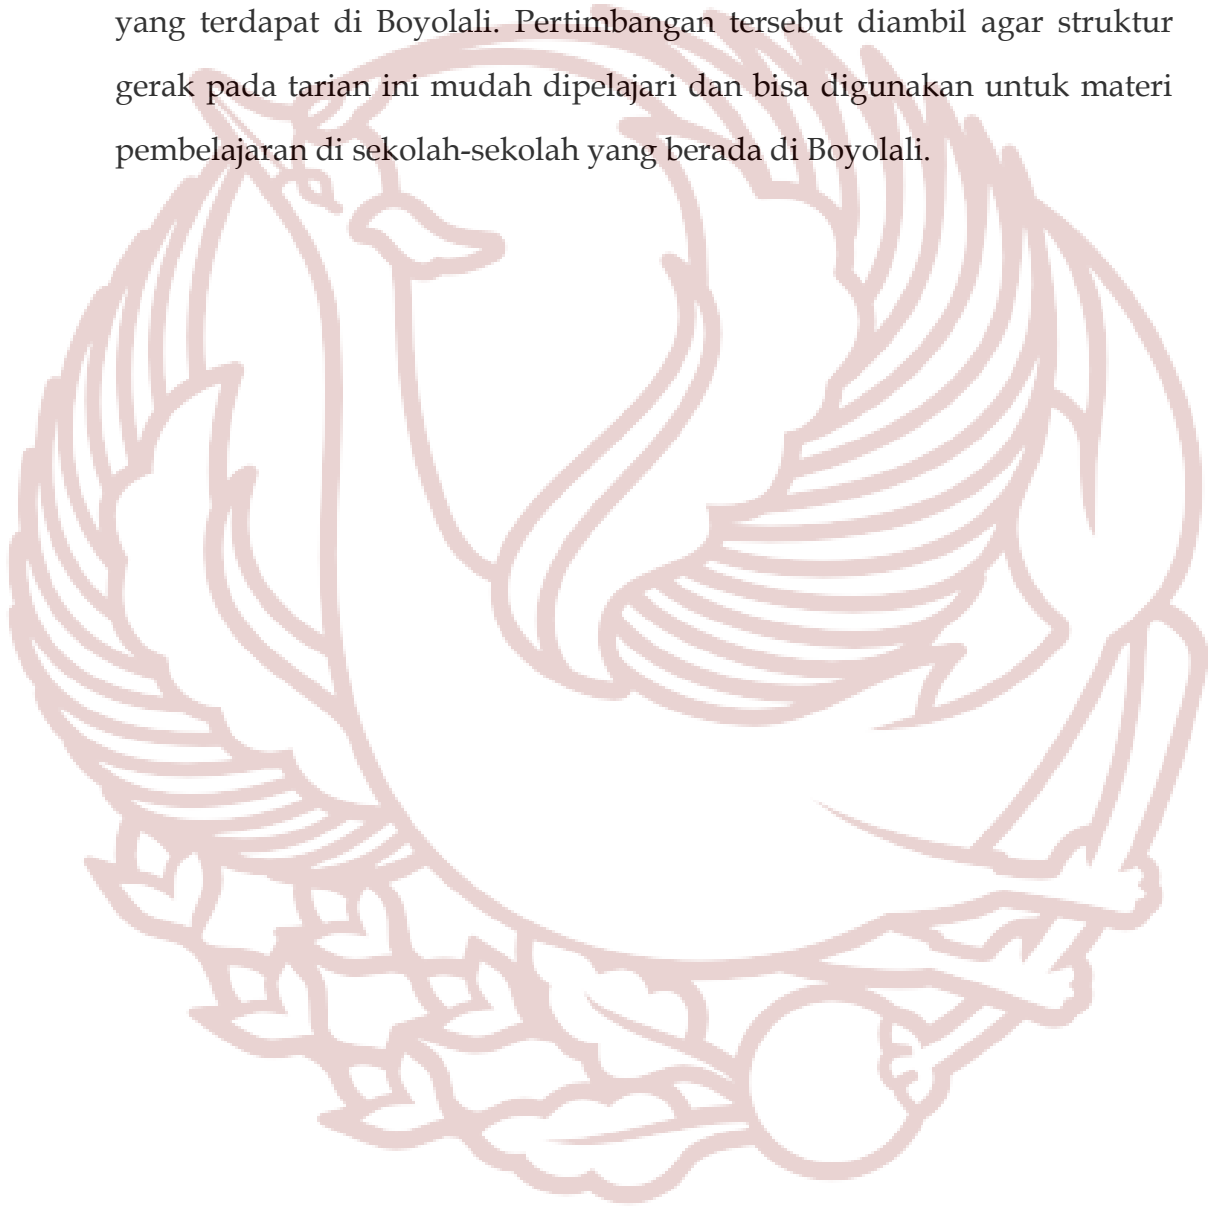 yang terdapat di Boyolali. Pertimbangan tersebut diambil agar struktur
gerak pada tarian ini mudah dipelajari dan bisa digunakan untuk materi
pembelajaran di sekolah-sekolah yang berada di Boyolali.